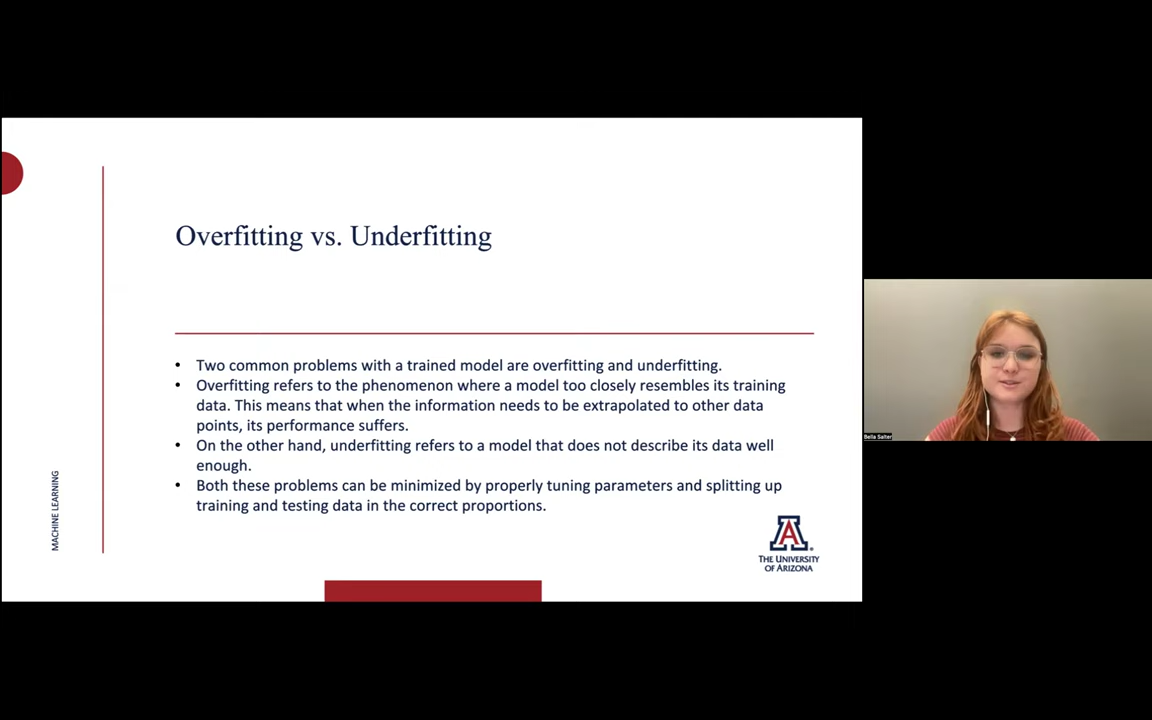 Overfitting vs. Underfitting
• Two common problems with a trained model are overfitting and underfitting.
• Overfitting refers to the phenomenon where a model too closely resembles its training
data. This means that when the information needs to be extrapolated to other data
points, its performance suffers.
• On the other hand, underfitting refers to a model that does not describe its data well
enough.
• Both these problems can be minimized by properly tuning parameters and splitting up
training and testing data in the correct proportions.
MACHINE LEARNING
A
THE UNIVERSITY
OF ARIZONA
Bella Salter